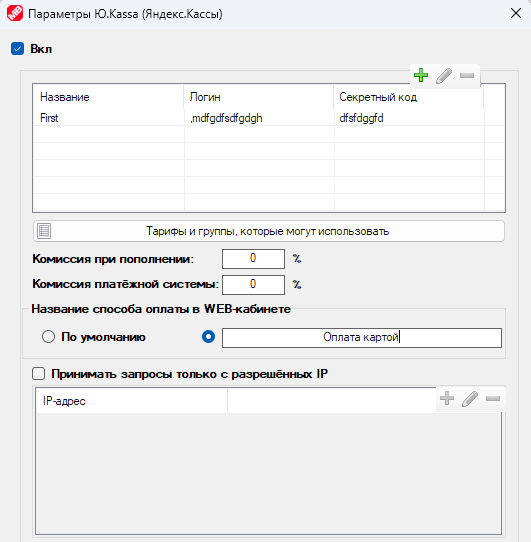 Параметры Ю.Kassa (Яндекс.Кассы)
Вкл
Название Логин Секретный код
First ,mdfgdfsdfgdgh dfsfdggfd
Тарифы и группы, которые могут использовать
Комиссия при пополнении: 0 %
Комиссия платёжной системы: 0 %
Название способа оплаты в WEB-кабинете
По умолчанию Оплата картой
Принимать запросы только с разрешённых IP
IP-адрес